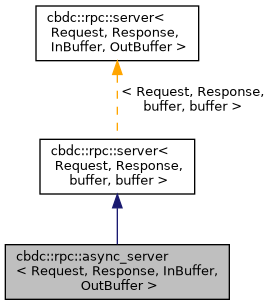 cbdc::rpc::server<
Request, Response,
InBuffer, OutBuffer >
< Request, Response,
buffer, buffer >
cbdc::rpc::server<
Request, Response,
buffer, buffer >
cbdc::rpc::async_server
< Request, Response, InBuffer,
OutBuffer >